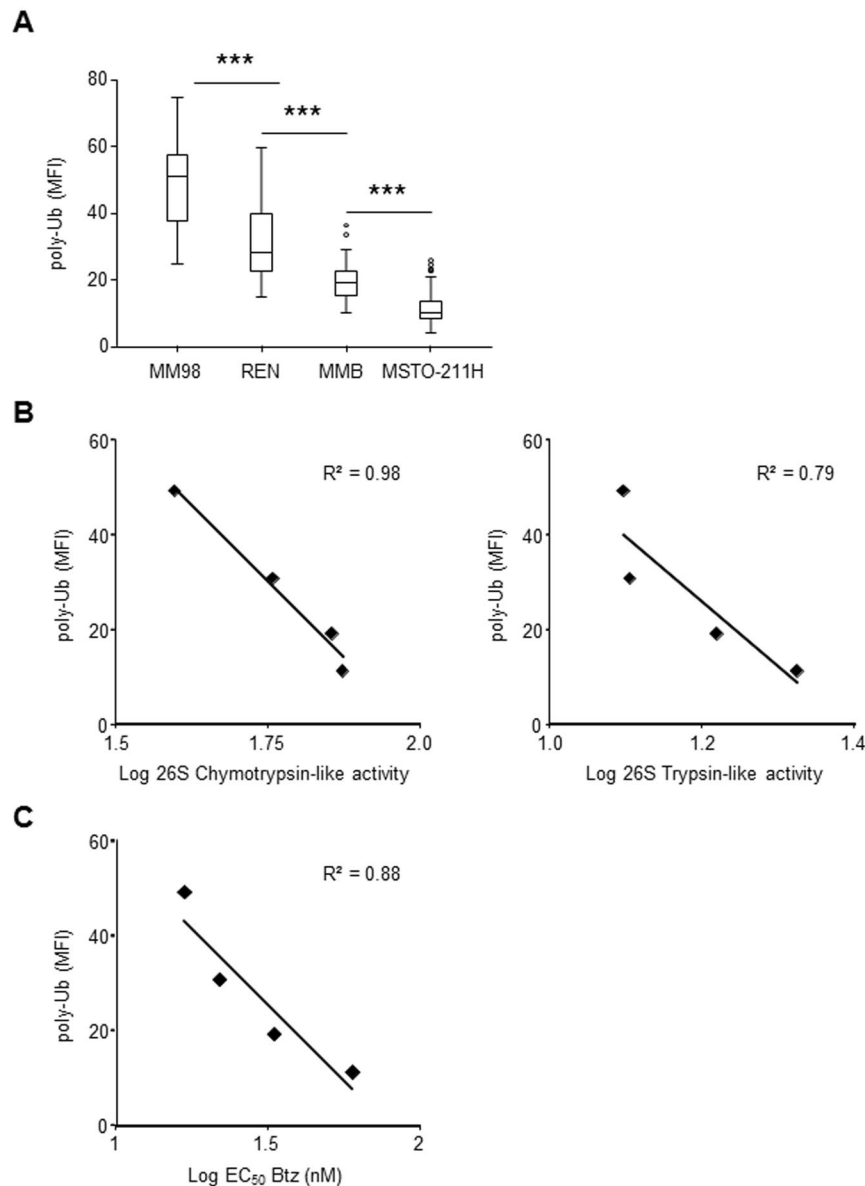 A
***
***
***
80
60
40
20
0
poly-Ub (MFI)
MM98 REN MMB MSTO-211H
B
60
40
20
0
poly-Ub (MFI)
R² = 0.98
1.5 1.75 2.0
Log 26S Chymotrypsin-like activity
60
40
20
0
poly-Ub (MFI)
R² = 0.79
1.0 1.2 1.4
Log 26S Trypsin-like activity
C
60
40
20
0
poly-Ub (MFI)
R² = 0.88
1 1.5 2
Log EC₅₀ Btz (nM)